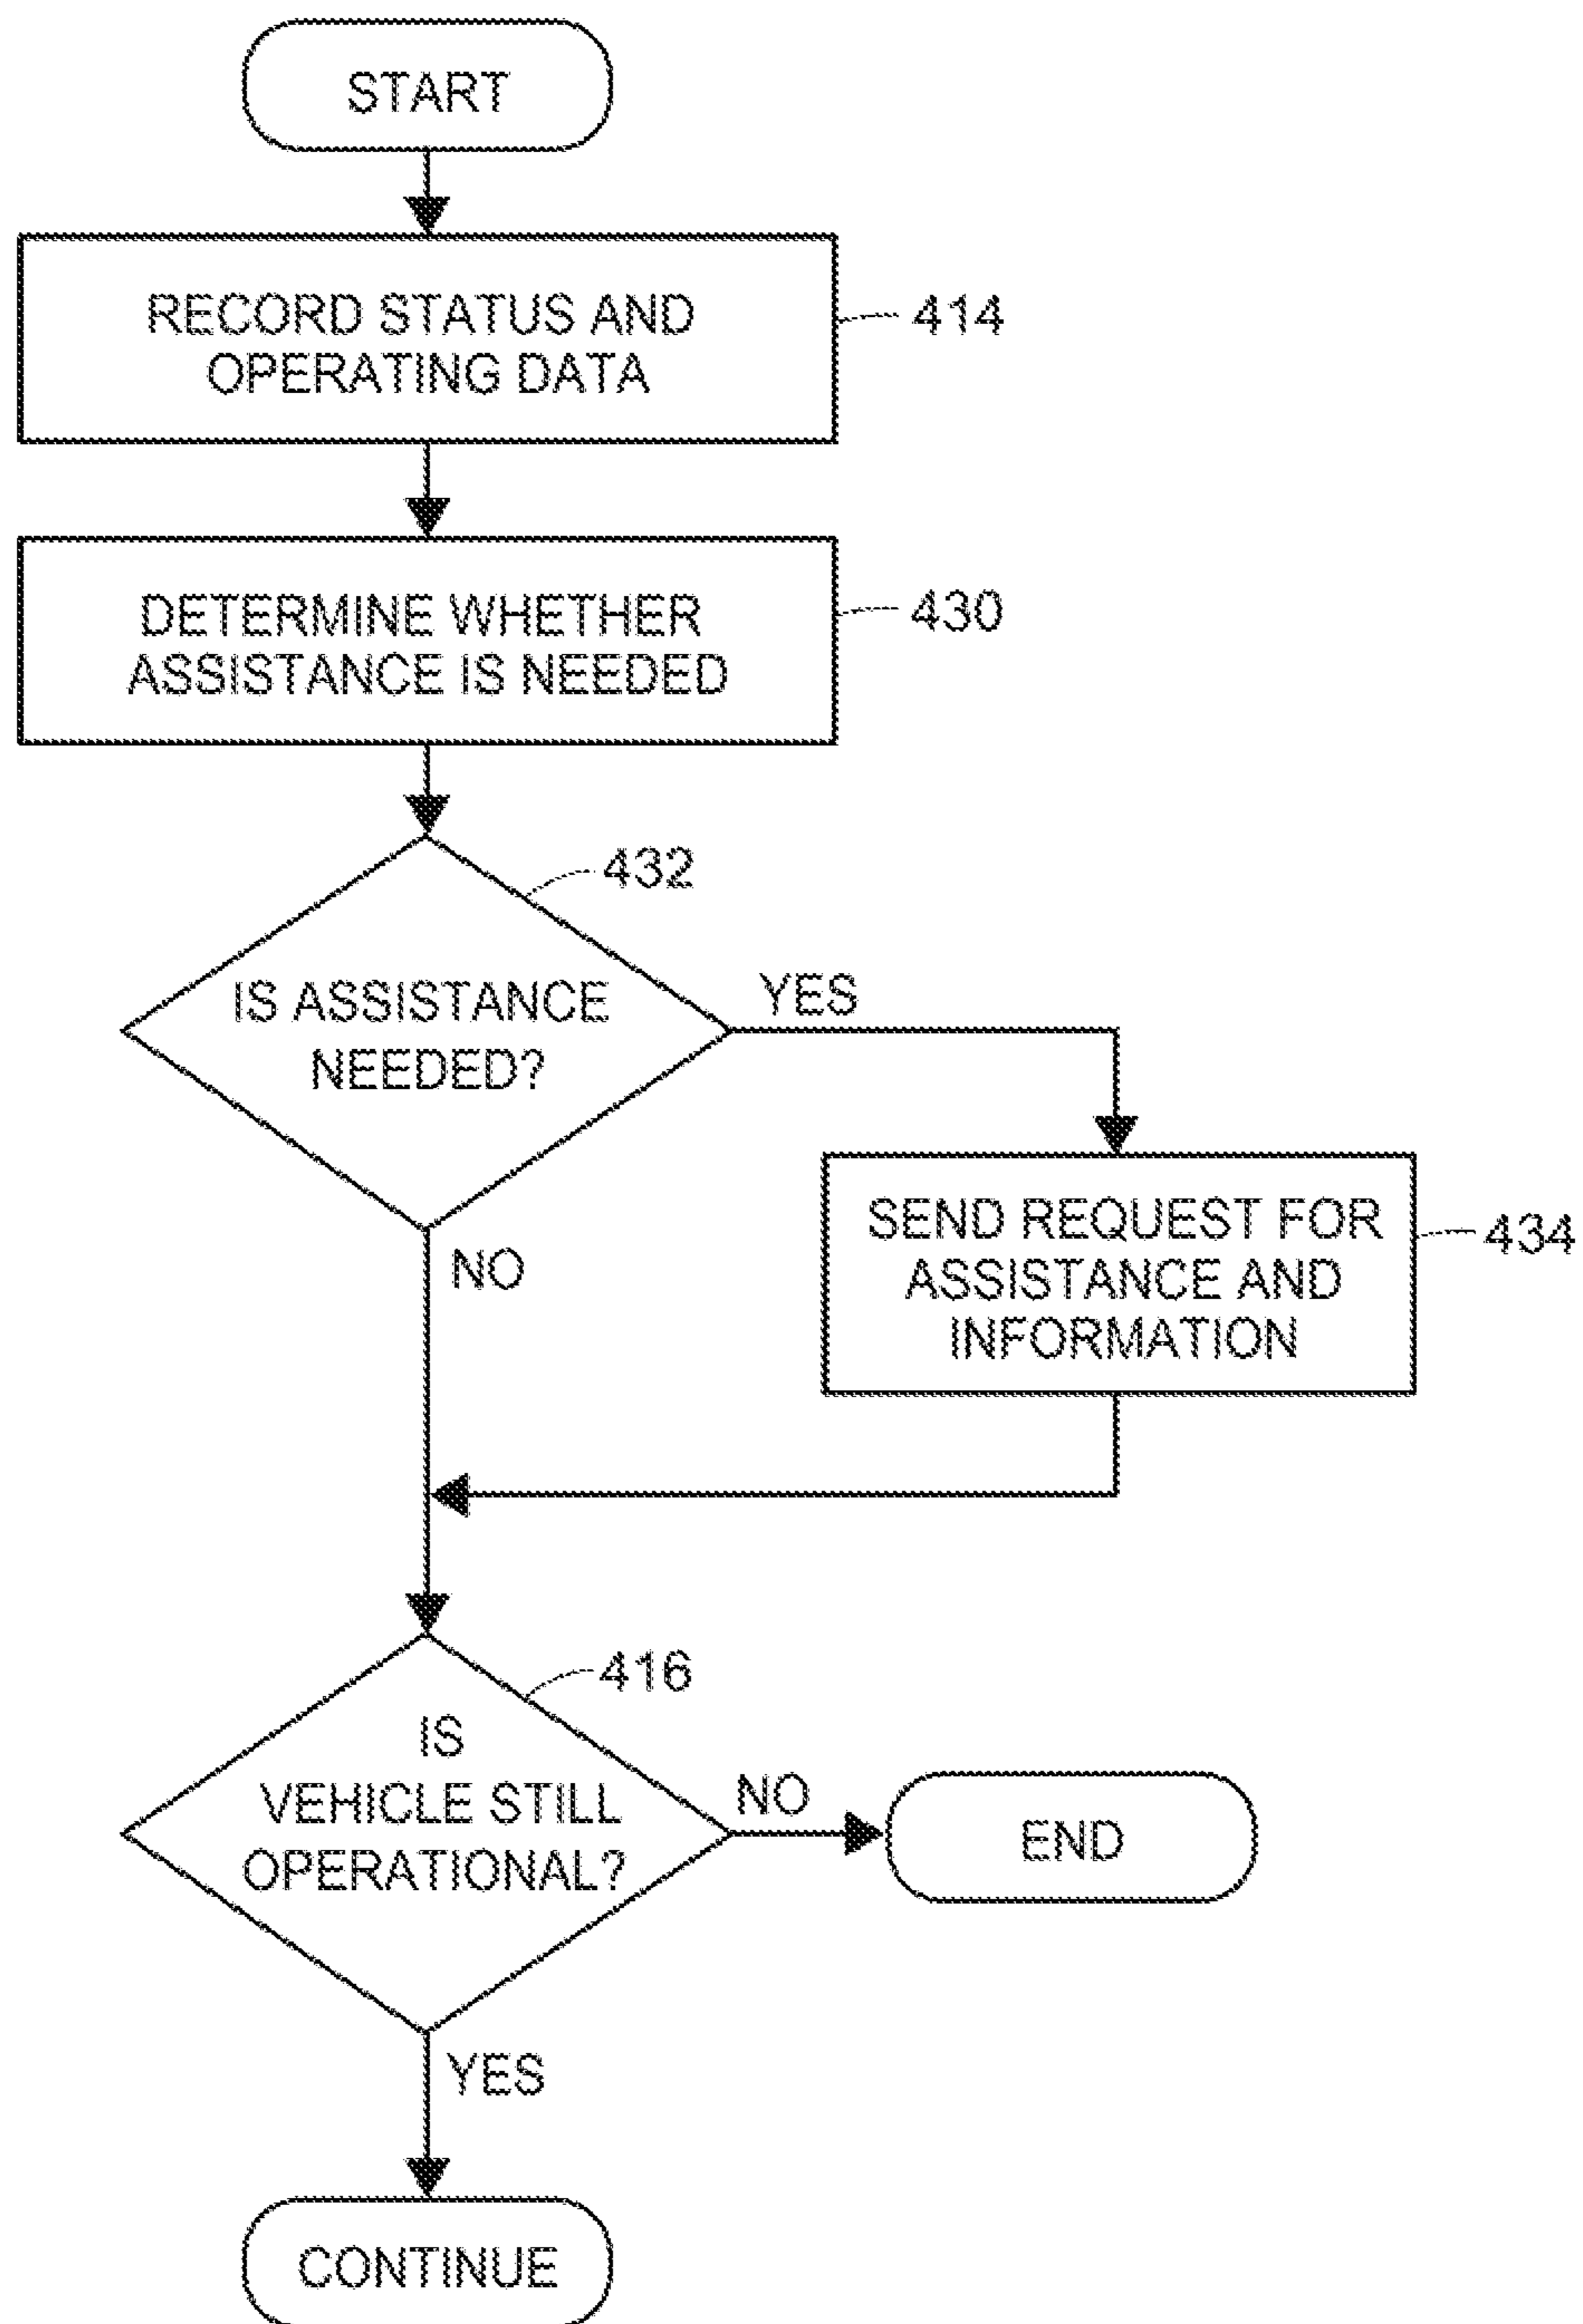 START
RECORD STATUS AND
OPERATING DATA
414
DETERMINE WHETHER
ASSISTANCE IS NEEDED
430
432
IS ASSISTANCE
NEEDED?
YES
NO
SEND REQUEST FOR
ASSISTANCE AND
INFORMATION
434
416
IS
VEHICLE STILL
OPERATIONAL?
NO
END
YES
CONTINUE